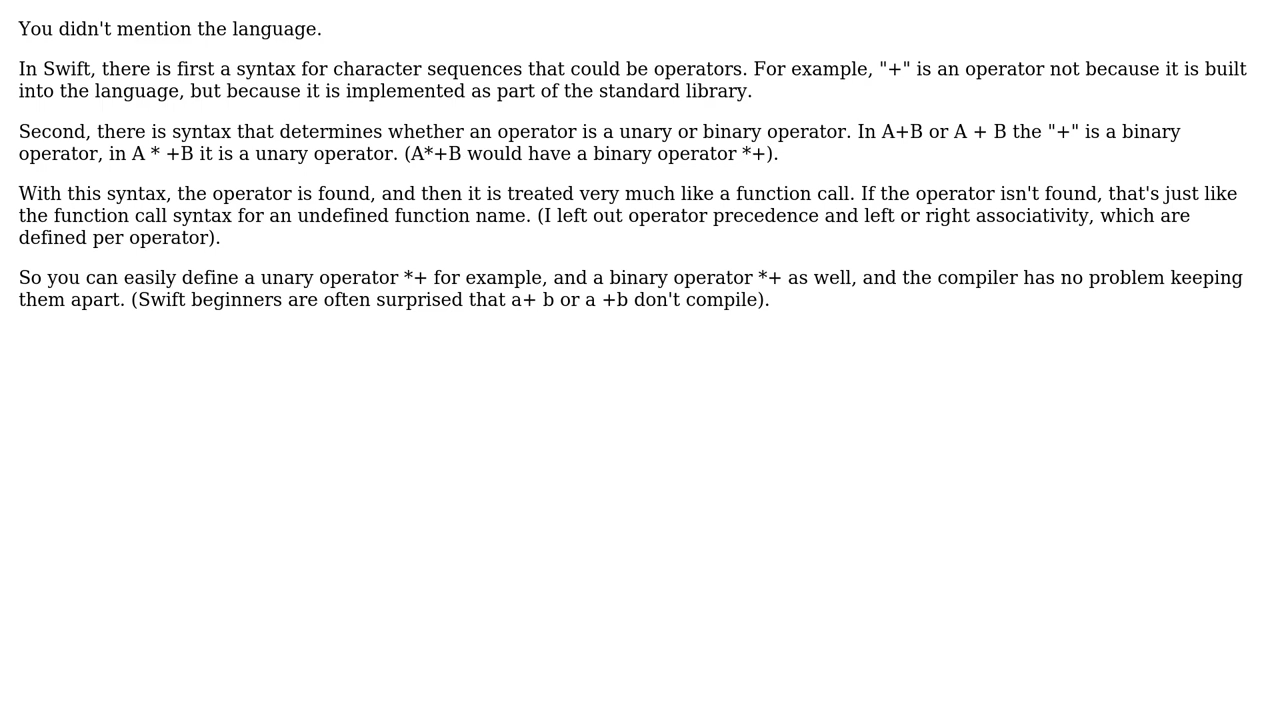 You didn't mention the language.
In Swift, there is first a syntax for character sequences that could be operators. For example, "+" is an operator not because it is built
into the language, but because it is implemented as part of the standard library.
Second, there is syntax that determines whether an operator is a unary or binary operator. In A+B or A + B the "+" is a binary
operator, in A * +B it is a unary operator. (A*+B would have a binary operator *+).
With this syntax, the operator is found, and then it is treated very much like a function call. If the operator isn't found, that's just like
the function call syntax for an undefined function name. (I left out operator precedence and left or right associativity, which are
defined per operator).
So you can easily define a unary operator *+ for example, and a binary operator *+ as well, and the compiler has no problem keeping
them apart. (Swift beginners are often surprised that a+ b or a +b don't compile).